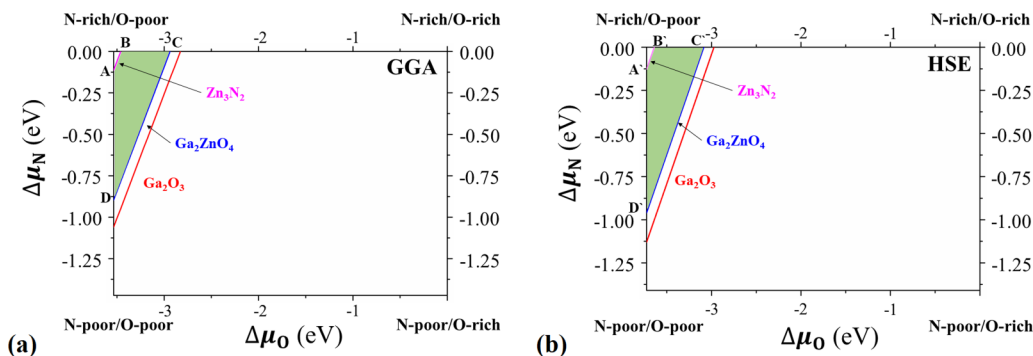 N-rich/O-poor
N-rich/O-rich
-3 -2 -1
B C
0.00 0.00
A
GGA
Zn₃N₂
-0.25 -0.25
Ga₂ZnO₄
-0.50 -0.50
Δμ_N (eV)
-0.75 -0.75
Ga₂O₃
D
-1.00 -1.00
-1.25 -1.25
-3 -2 -1
N-poor/O-poor
Δμ_O (eV)
N-poor/O-rich
(a)
N-rich/O-poor
N-rich/O-rich
-3 -2 -1
B` C`
0.00 0.00
A`
HSE
Zn₃N₂
-0.25 -0.25
Ga₂ZnO₄
-0.50 -0.50
Δμ_N (eV)
-0.75 -0.75
Ga₂O₃
D`
-1.00 -1.00
-1.25 -1.25
-3 -2 -1
N-poor/O-poor
Δμ_O (eV)
N-poor/O-rich
(b)